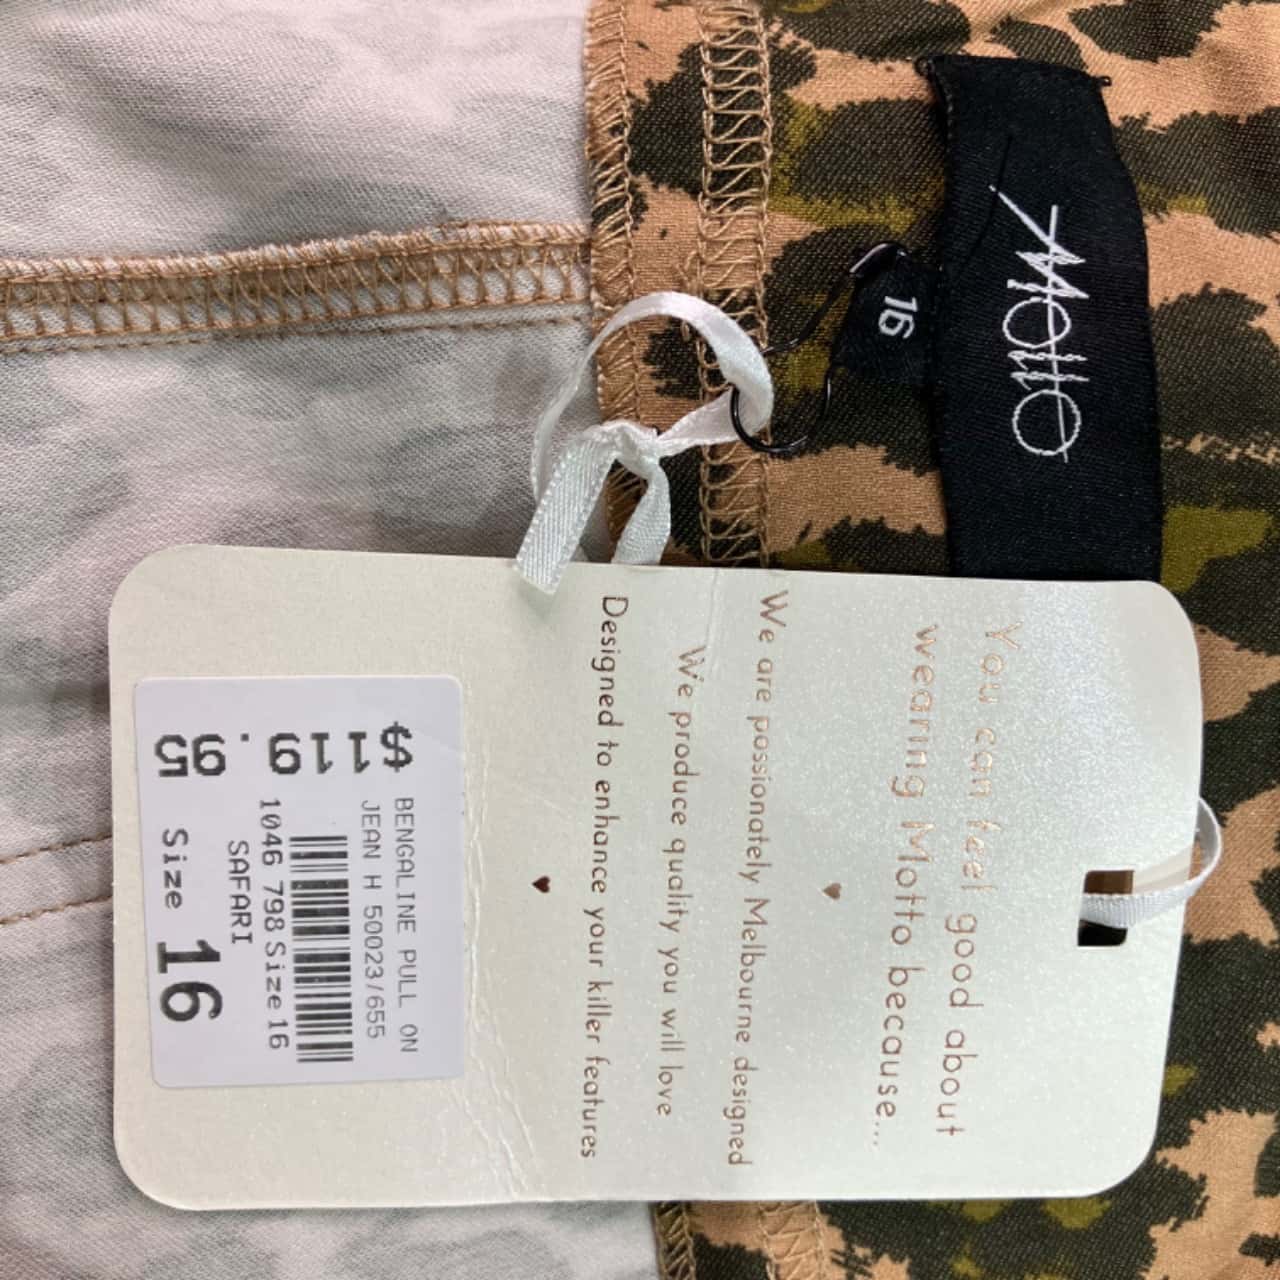 Motto
16
You can feel good about
wearing Motto because...
We are passionately Melbourne designed
We produce quality you will love
Designed to enhance your killer features
BENGALINE PULL ON
JEAN H 50023/655
$119.95
1046 798 Size 16
SAFARI
Size 16